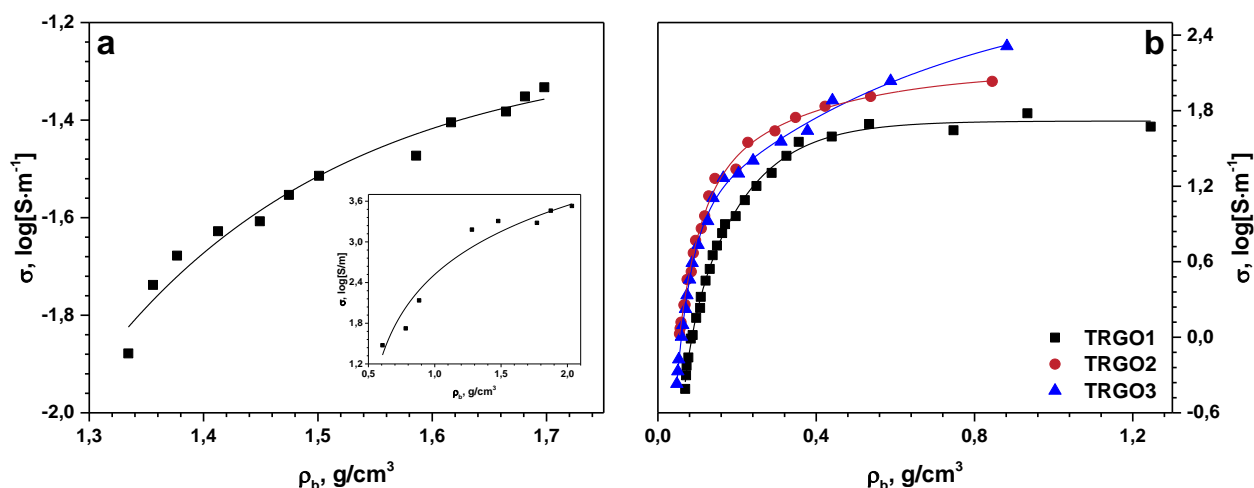 a
-1,2
-1,4
-1,6
-1,8
-2,0
σ, log[S·m⁻¹]
1,3 1,4 1,5 1,6 1,7
ρb, g/cm³
3,6
3,0
2,4
1,8
1,2
σ, log[S/m]
0,5 1,0 1,5 2,0
ρb, g/cm³
b
2,4
1,8
1,2
0,6
0,0
-0,6
σ, log[S·m⁻¹]
TRGO1
TRGO2
TRGO3
0,0 0,4 0,8 1,2
ρb, g/cm³